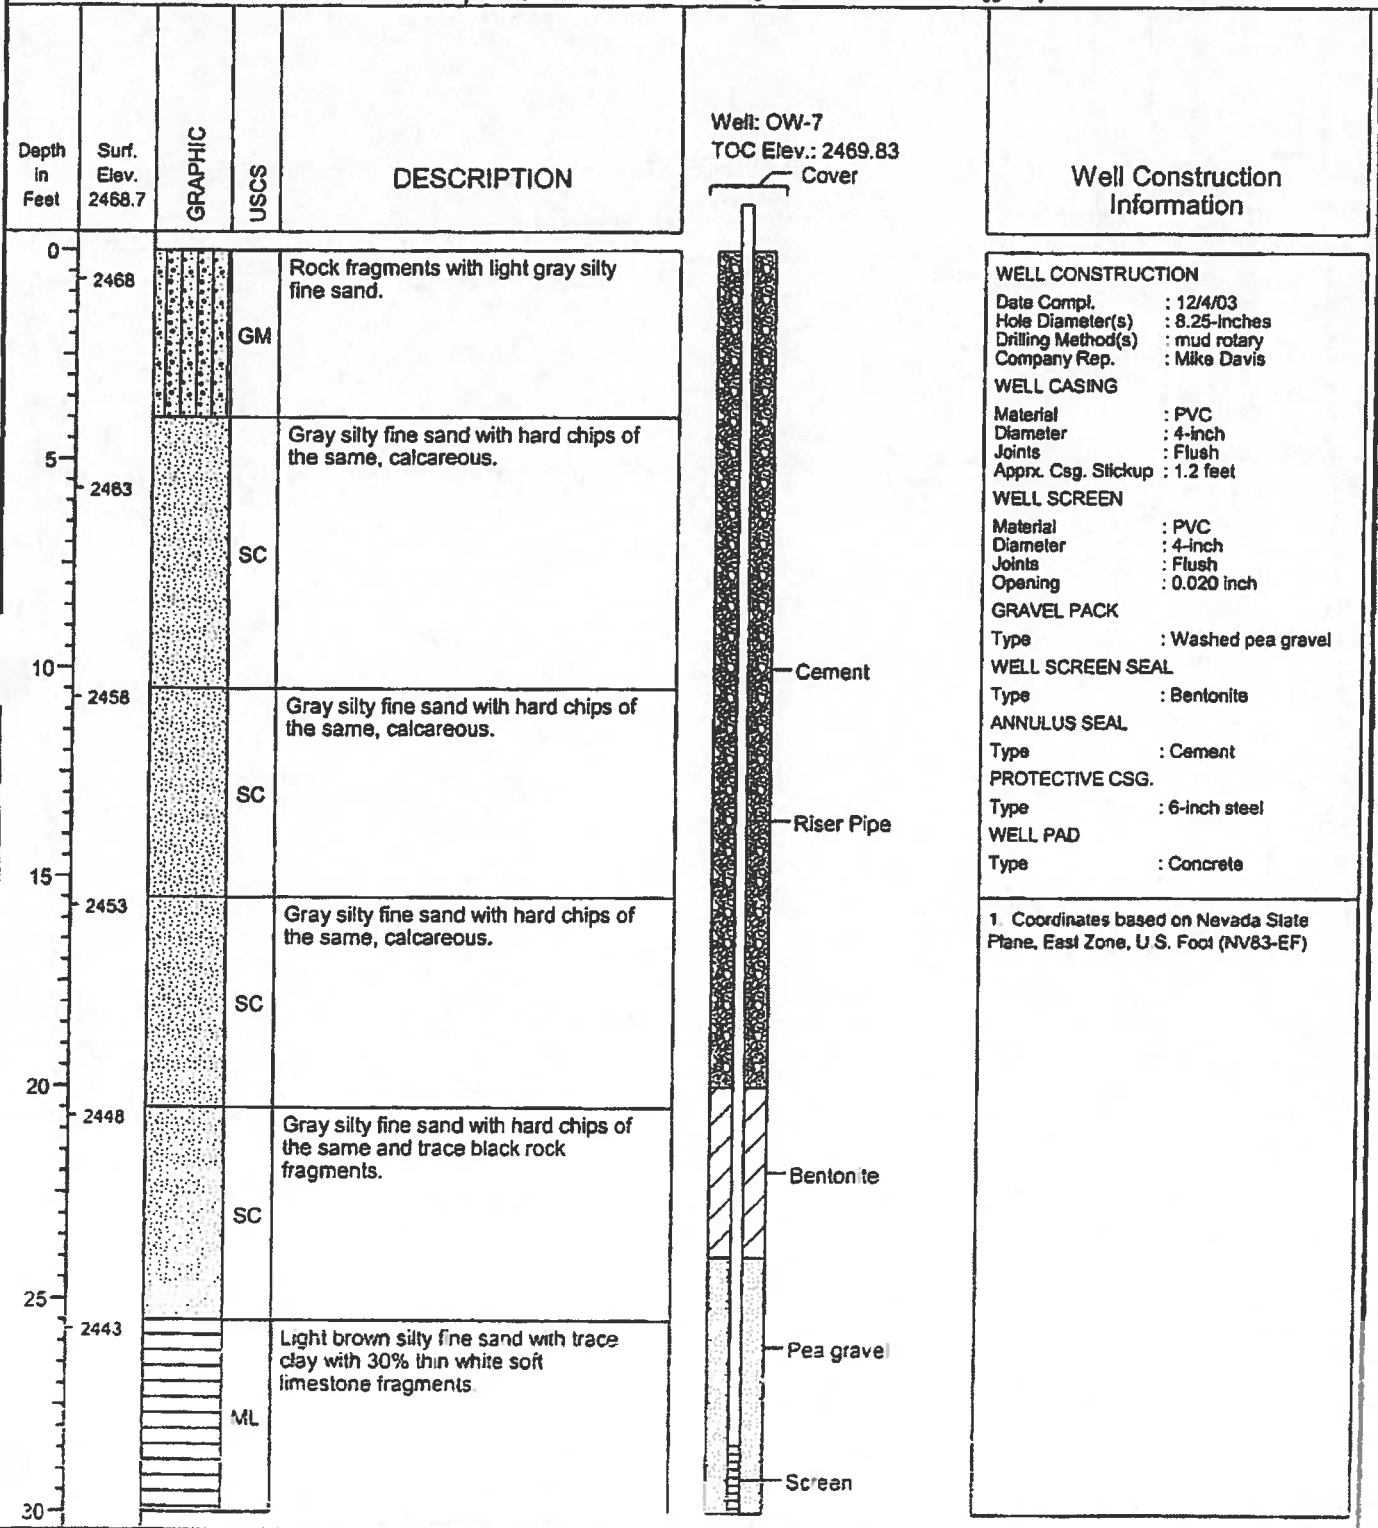 Depth
in
Feet
Surf.
Elev.
2468.7
GRAPHIC
USCS
DESCRIPTION
Well: OW-7
TOC Elev.: 2469.83
Cover
Well Construction
Information
0
2468
GM
Rock fragments with light gray silty
fine sand.
5
2463
SC
Gray silty fine sand with hard chips of
the same, calcareous.
10
2458
SC
Gray silty fine sand with hard chips of
the same, calcareous.
15
2453
SC
Gray silty fine sand with hard chips of
the same, calcareous.
20
2448
SC
Gray silty fine sand with hard chips of
the same and trace black rock
fragments.
25
2443
ML
Light brown silty fine sand with trace
clay with 30% thin white soft
limestone fragments
30
Cement
Riser Pipe
Bentonite
Pea gravel
Screen
WELL CONSTRUCTION
Date Compl. : 12/4/03
Hole Diameter(s) : 8.25-inches
Drilling Method(s) : mud rotary
Company Rep. : Mike Davis
WELL CASING
Material : PVC
Diameter : 4-inch
Joints : Flush
Apprx. Csg. Stickup : 1.2 feet
WELL SCREEN
Material : PVC
Diameter : 4-inch
Joints : Flush
Opening : 0.020 inch
GRAVEL PACK
Type : Washed pea gravel
WELL SCREEN SEAL
Type : Bentonite
ANNULUS SEAL
Type : Cement
PROTECTIVE CSG.
Type : 6-inch steel
WELL PAD
Type : Concrete
1. Coordinates based on Nevada State
Plane, East Zone, U.S. Foot (NV83-EF)